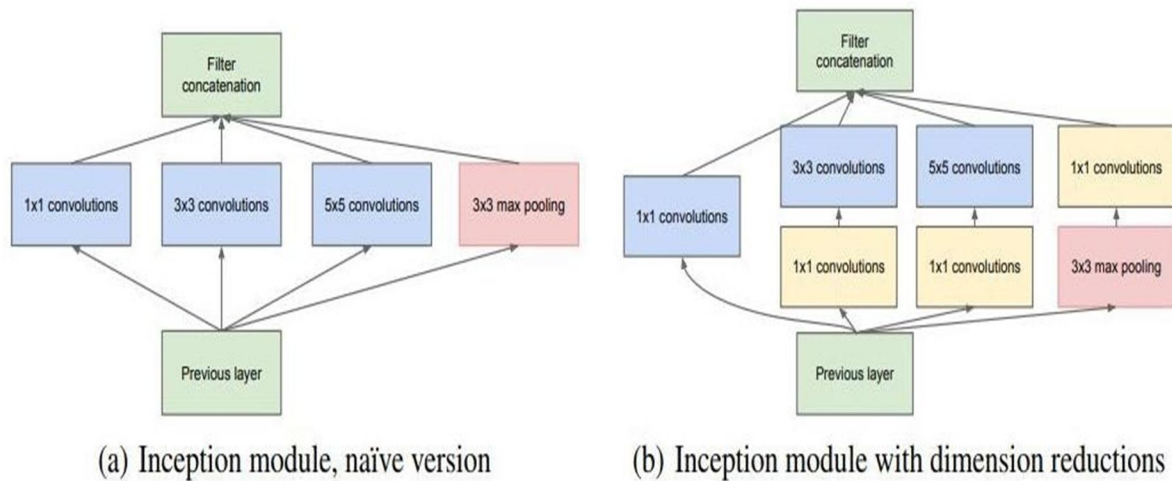 Filter
concatenation
1x1 convolutions
3x3 convolutions
5x5 convolutions
3x3 max pooling
Previous layer
(a) Inception module, naïve version
Filter
concatenation
3x3 convolutions
5x5 convolutions
1x1 convolutions
1x1 convolutions
1x1 convolutions
1x1 convolutions
3x3 max pooling
Previous layer
(b) Inception module with dimension reductions